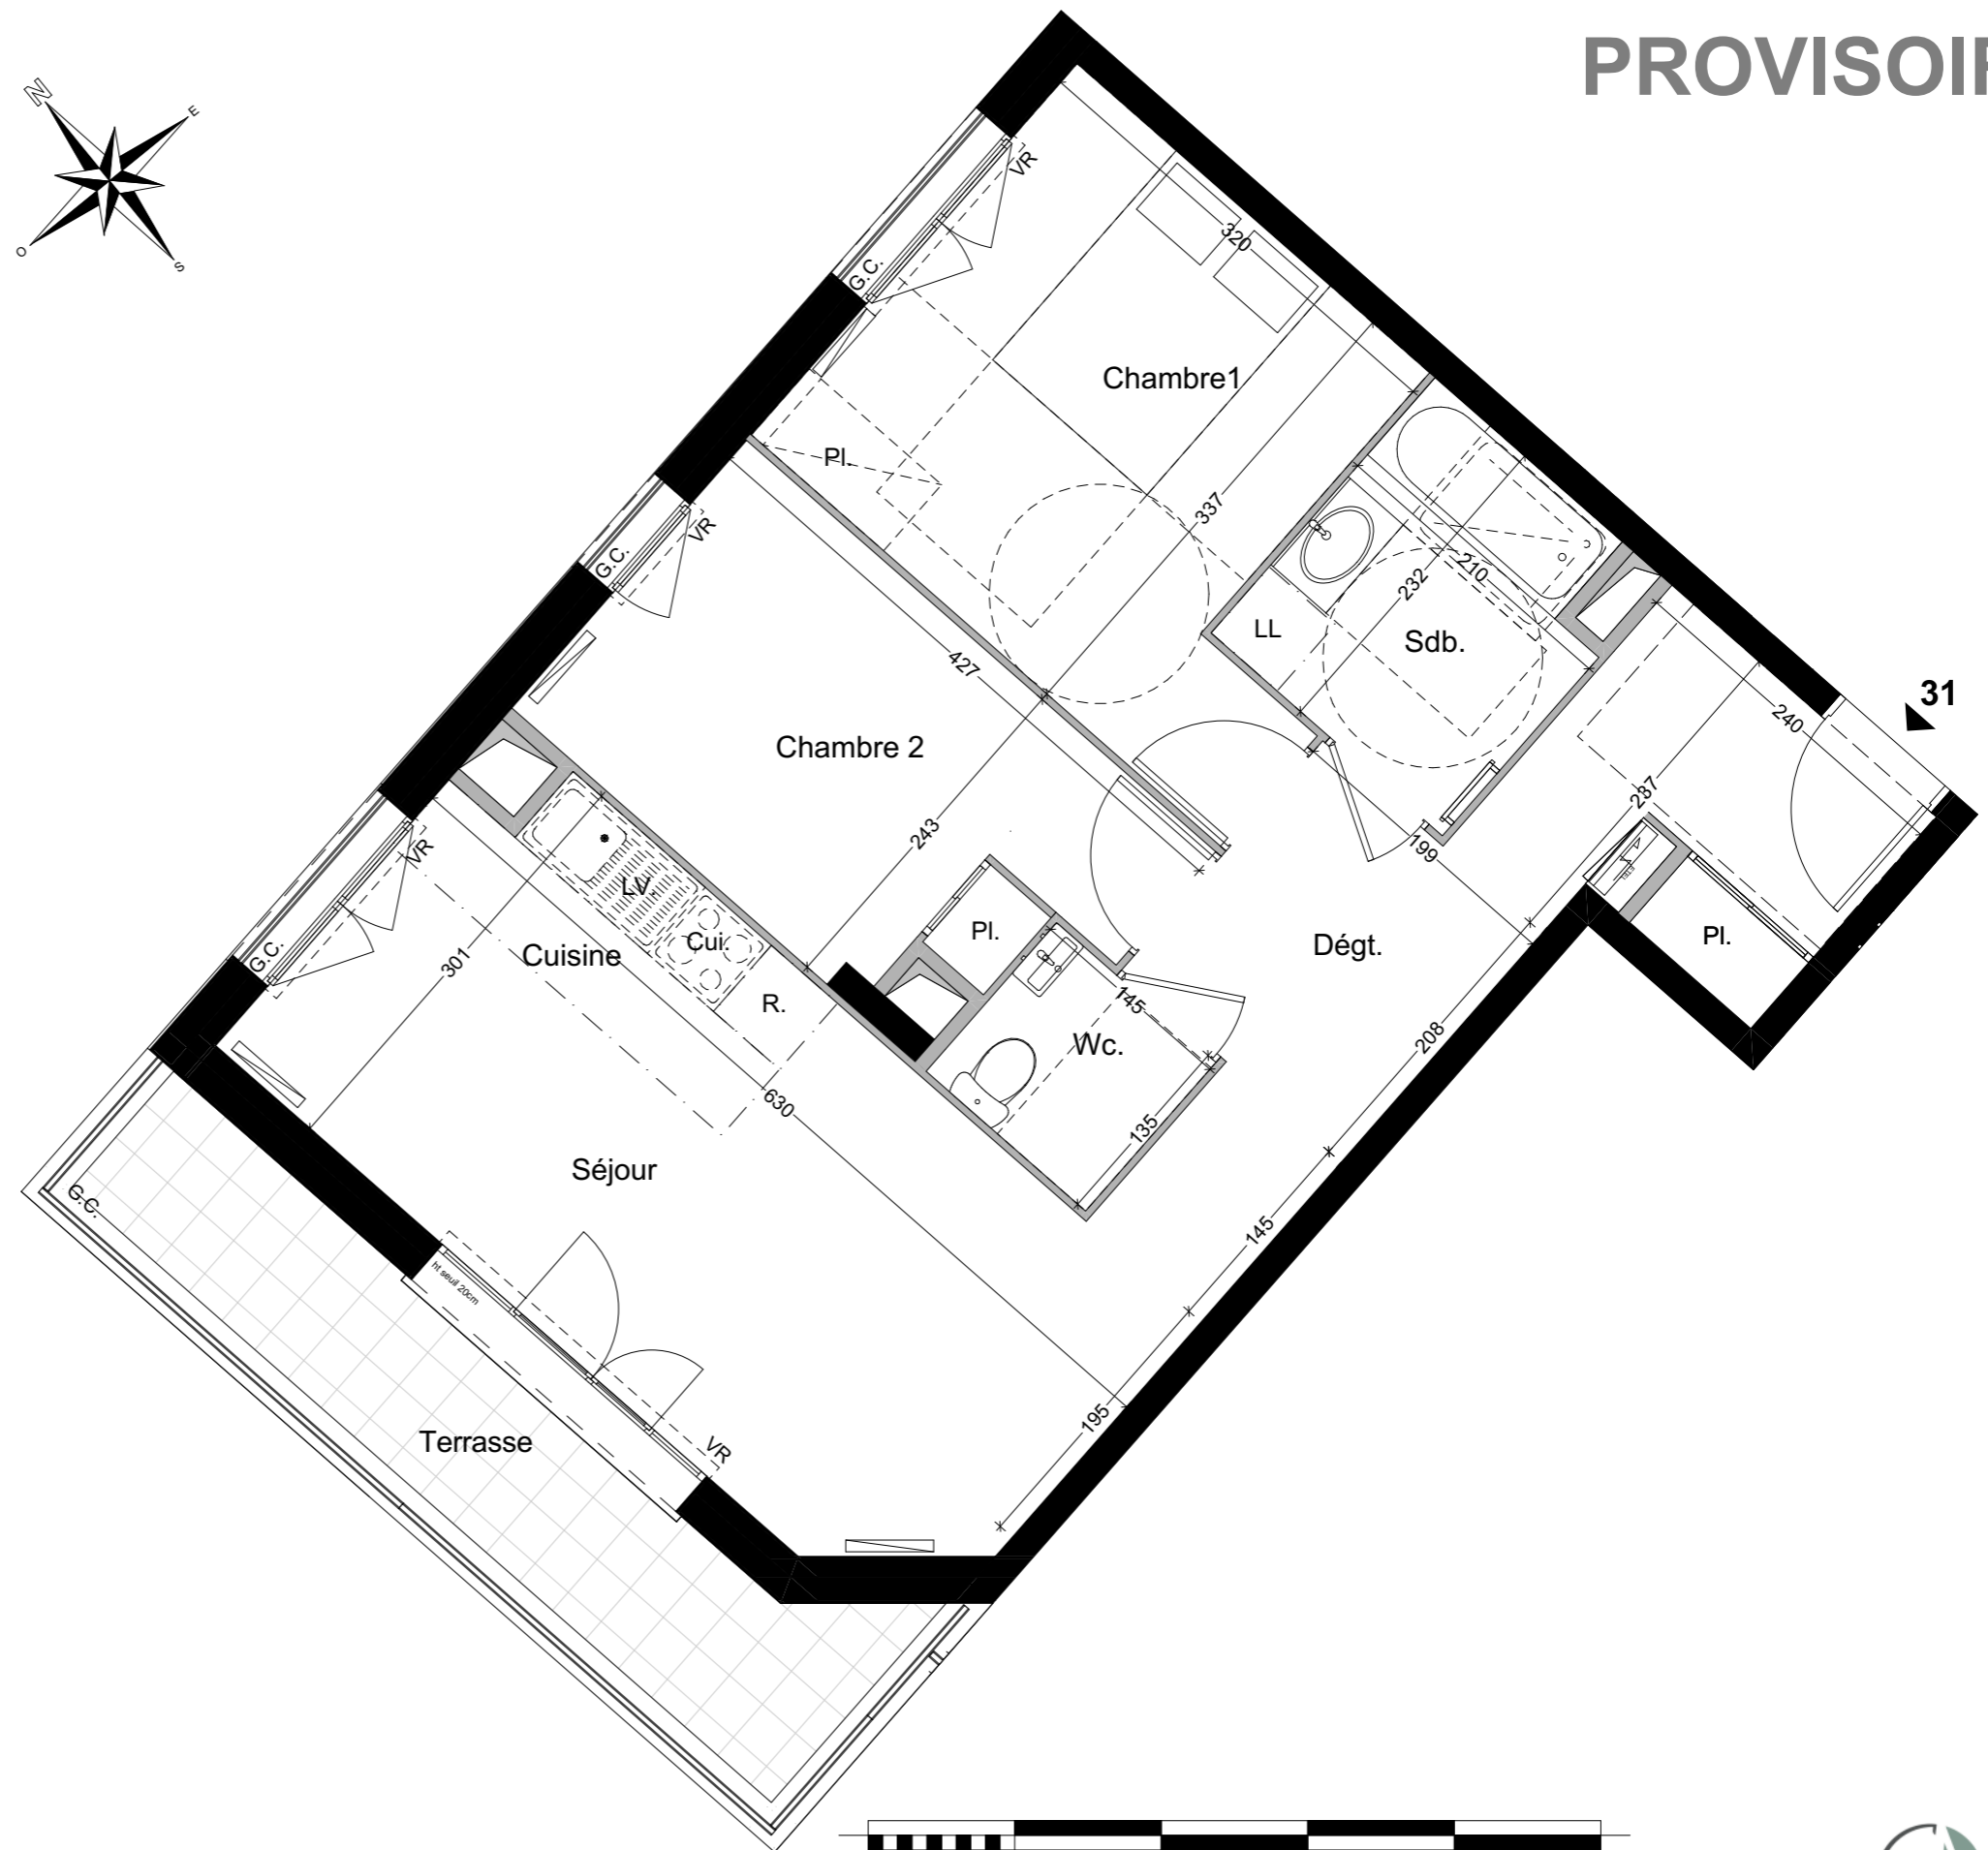 PROVISOIR
N
E
O
S
VR
G.C.
320
Chambre1
Pl.
337
VR
G.C.
210
232
LL
Sdb.
427
31
240
237
Chambre 2
243
199
VR
G.C.
LV.
Cui.
Cuisine
R.
301
Pl.
Dégt.
Pl.
145
Wc.
208
135
630
Séjour
G.C.
145
ht seuil 20cm
195
Terrasse
VR